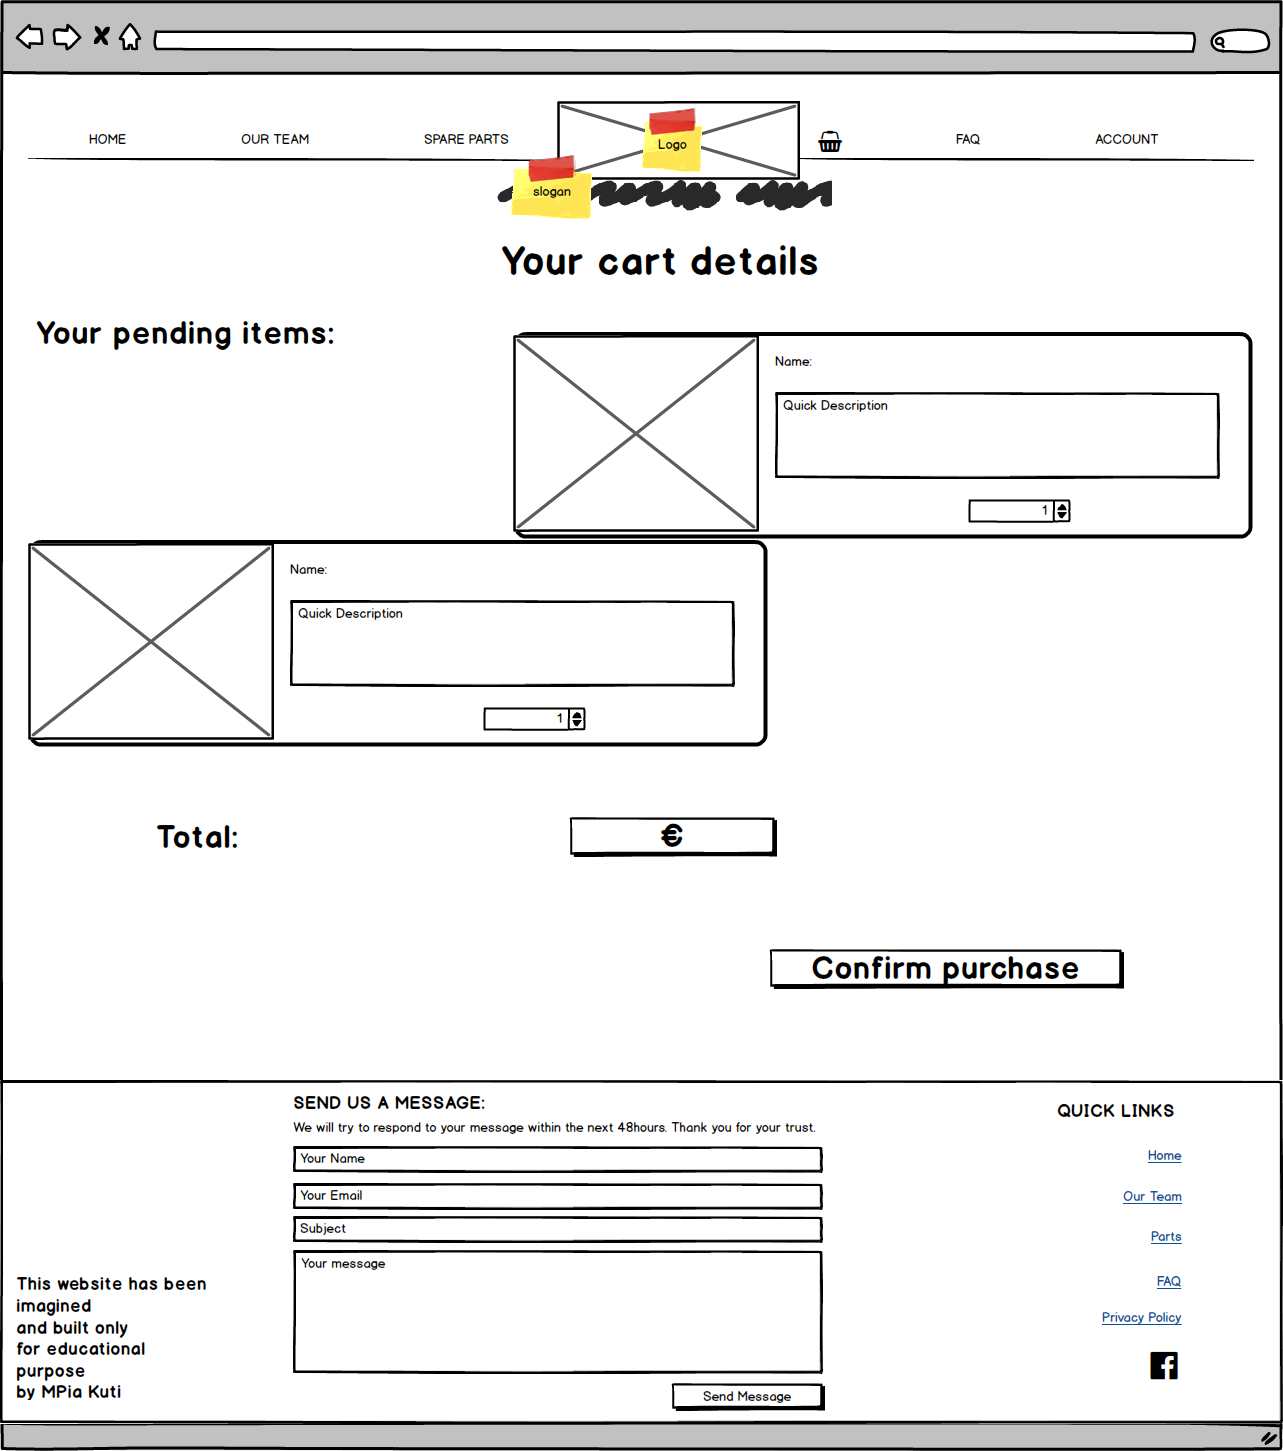 HOME OUR TEAM SPARE PARTS Logo FAQ ACCOUNT
slogan
Your cart details
Your pending items:
Name:
Quick Description
1
Name:
Quick Description
1
Total: €
Confirm purchase
SEND US A MESSAGE:
We will try to respond to your message within the next 48hours. Thank you for your trust.
Your Name
Your Email
Subject
Your message
Send Message
QUICK LINKS
Home
Our Team
Parts
FAQ
Privacy Policy
This website has been
imagined
and built only
for educational
purpose
by MPia Kuti